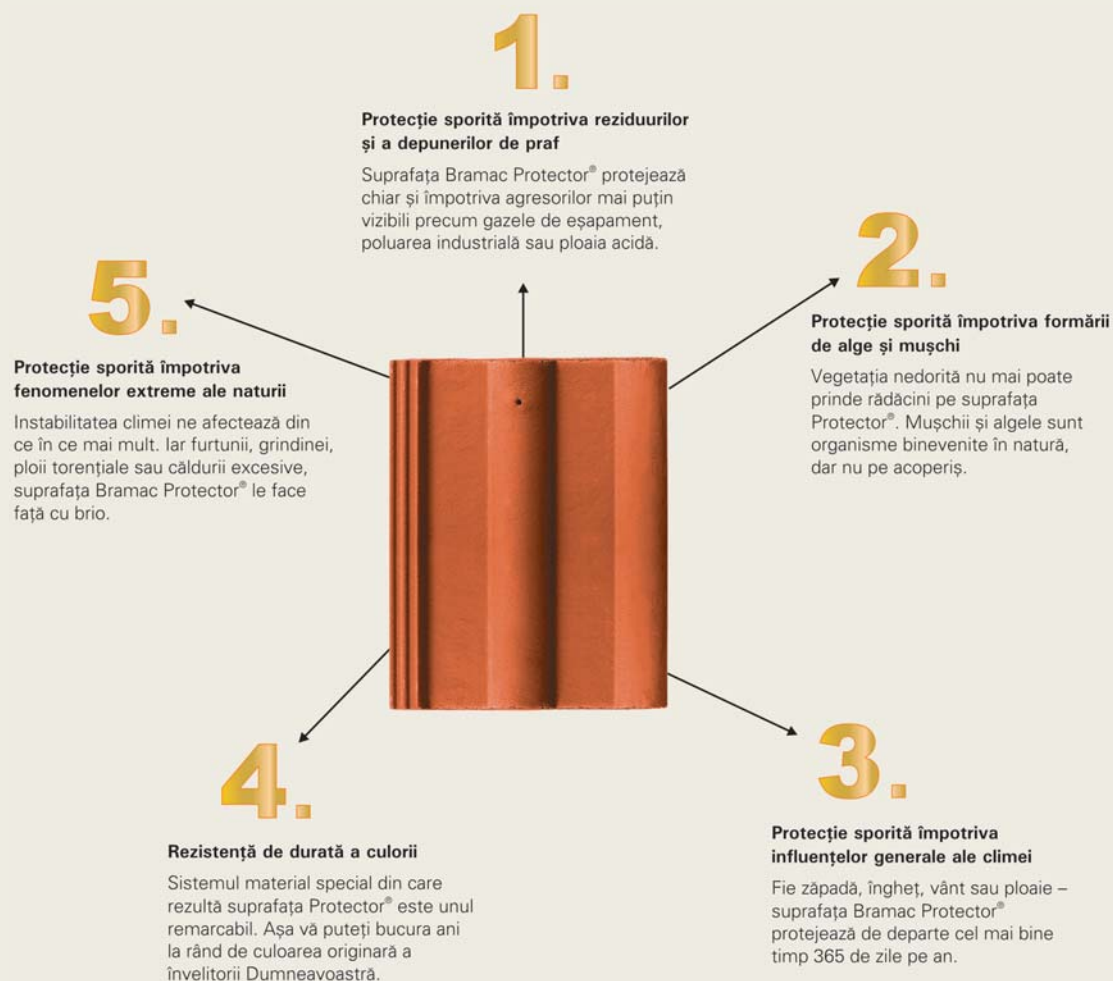 1.
Protecție sporită împotriva reziduurilor
și a depunerilor de praf
Suprafața Bramac Protector® protejează
chiar și împotriva agresorilor mai puțin
vizibili precum gazele de eșapament,
poluarea industrială sau ploaia acidă.
2.
Protecție sporită împotriva formării
de alge și mușchi
Vegetația nedorită nu mai poate
prinde rădăcini pe suprafața
Protector®. Mușchii și algele sunt
organisme binevenite în natură,
dar nu pe acoperiș.
3.
Protecție sporită împotriva
influențelor generale ale climei
Fie zăpadă, îngheț, vânt sau ploaie –
suprafața Bramac Protector®
protejează de departe cel mai bine
timp 365 de zile pe an.
4.
Rezistență de durată a culorii
Sistemul material special din care
rezultă suprafața Protector® este unul
remarcabil. Așa vă puteți bucura ani
la rând de culoarea originară a
învelitorii Dumneavoastră.
5.
Protecție sporită împotriva
fenomenelor extreme ale naturii
Instabilitatea climei ne afectează din
ce în ce mai mult. Iar furtunii, grindinei,
ploii torențiale sau căldurii excesive,
suprafața Bramac Protector® le face
față cu brio.